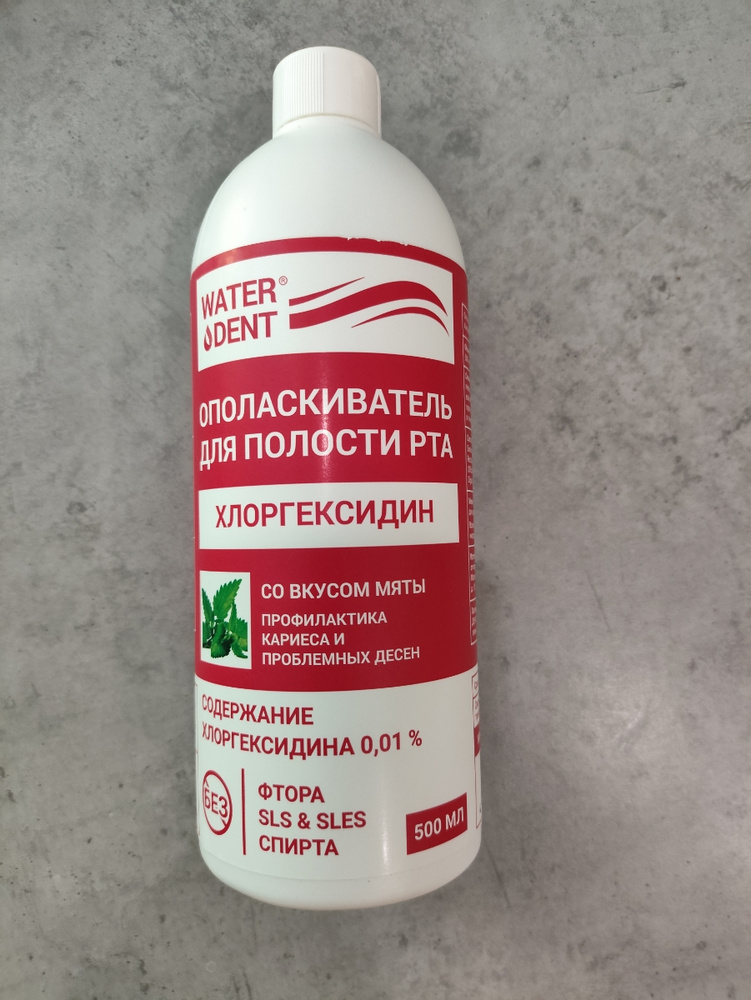 WATER®
DENT
ОПОЛАСКИВАТЕЛЬ
ДЛЯ ПОЛОСТИ РТА
ХЛОРГЕКСИДИН
СО ВКУСОМ МЯТЫ
ПРОФИЛАКТИКА
КАРИЕСА И
ПРОБЛЕМНЫХ ДЕСЕН
СОДЕРЖАНИЕ
ХЛОРГЕКСИДИНА 0,01 %
БЕЗ
ФТОРА
SLS & SLES
СПИРТА
500 МЛ